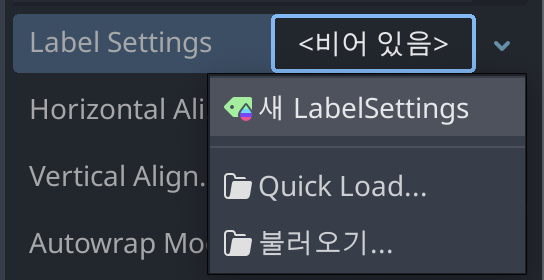 Label Settings <비어 있음>
새 LabelSettings
Horizontal Ali
Quick Load...
Vertical Align.
불러오기...
Autowrap Mo